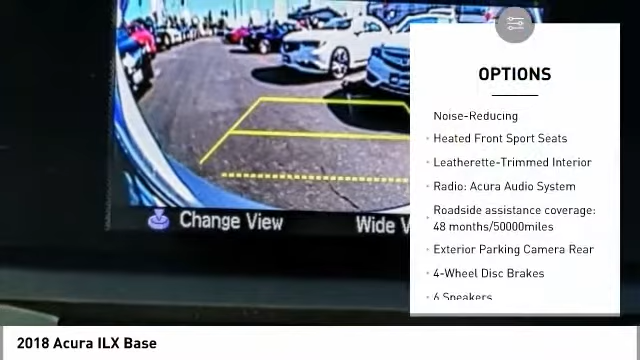 OPTIONS
Noise-Reducing
Heated Front Sport Seats
Leatherette-Trimmed Interior
Radio: Acura Audio System
Roadside assistance coverage:
48 months/50000miles
Exterior Parking Camera Rear
4-Wheel Disc Brakes
6 Speakers
Change View
Wide V
2018 Acura ILX Base